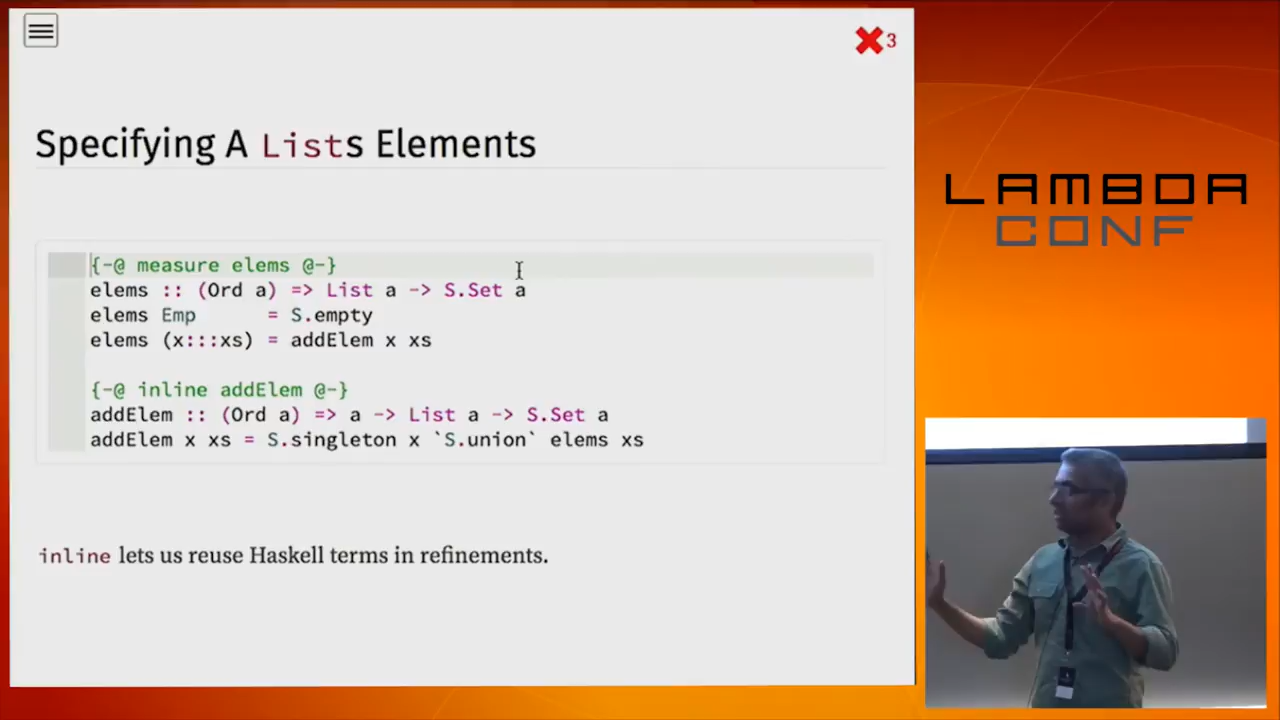 3
Specifying A Lists Elements
{-@ measure elems @-}
elems :: (Ord a) => List a -> S.Set a
elems Emp      = S.empty
elems (x:::xs) = addElem x xs
{-@ inline addElem @-}
addElem :: (Ord a) => a -> List a -> S.Set a
addElem x xs = S.singleton x `S.union` elems xs
inline lets us reuse Haskell terms in refinements.
LAMBDA
CONF